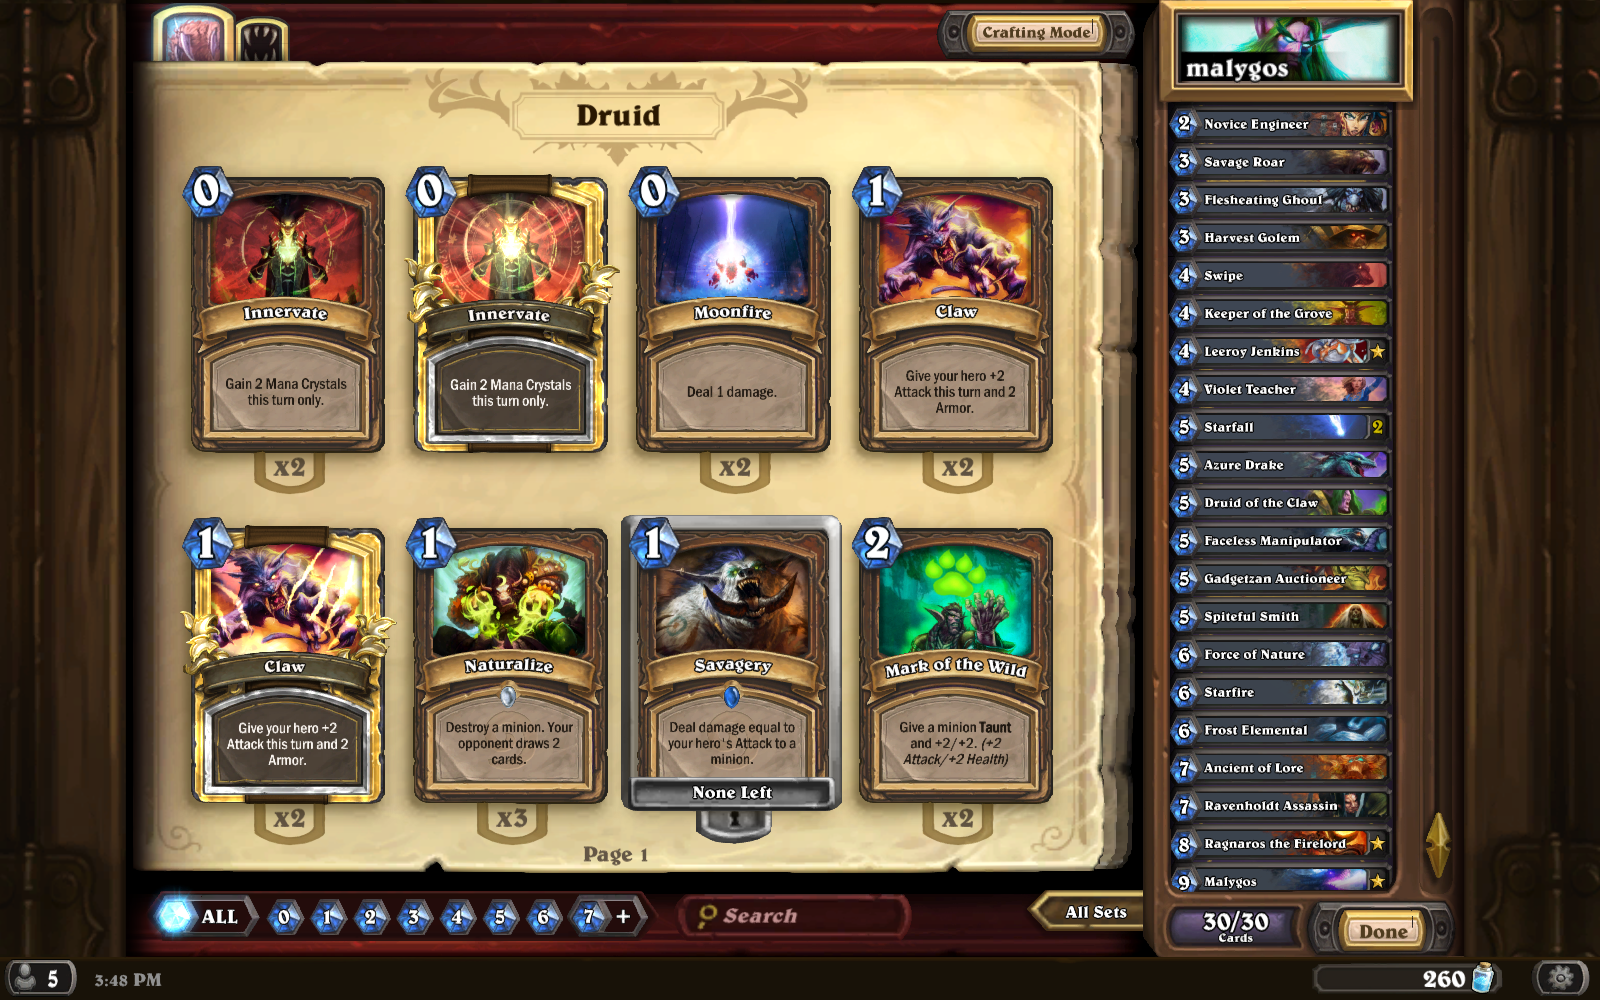 Crafting Mode
malygos
Druid
0
0
0
1
Innervate
Innervate
Moonfire
Claw
Gain 2 Mana Crystals
this turn only.
Gain 2 Mana Crystals
this turn only.
Deal 1 damage.
Give your hero +2
Attack this turn and 2
Armor.
x2
x2
x2
1
1
1
2
Claw
Naturalize
Savagery
Mark of the Wild
Give your hero +2
Attack this turn and 2
Armor.
Destroy a minion. Your
opponent draws 2
cards.
Deal damage equal to
your hero's Attack to a
minion.
Give a minion Taunt
and +2/+2. (+2
Attack/+2 Health)
None Left
x2
x3
x2
Page 1
ALL 0 1 2 3 4 5 6 7 +
Search
All Sets
2 Novice Engineer
3 Savage Roar
3 Flesheating Ghoul
3 Harvest Golem
4 Swipe
4 Keeper of the Grove
4 Leeroy Jenkins
4 Violet Teacher
5 Starfall 2
5 Azure Drake
5 Druid of the Claw
5 Faceless Manipulator
5 Gadgetzan Auctioneer
5 Spiteful Smith
6 Force of Nature
6 Starfire
6 Frost Elemental
7 Ancient of Lore
7 Ravenholdt Assassin
8 Ragnaros the Firelord
9 Malygos
30/30
Cards
Done
5
3:48 PM
260